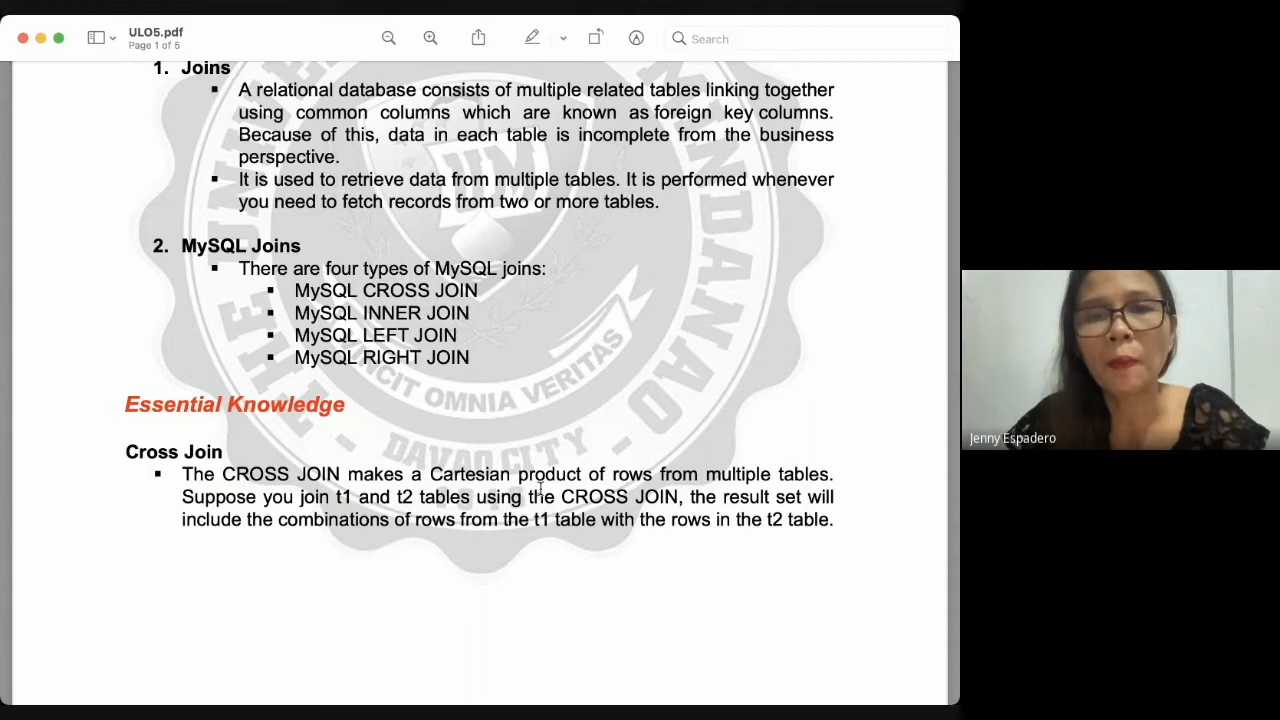 ULO5.pdf
Page 1 of 5
Search
1. Joins
▪ A relational database consists of multiple related tables linking together
using common columns which are known as foreign key columns.
Because of this, data in each table is incomplete from the business
perspective.
▪ It is used to retrieve data from multiple tables. It is performed whenever
you need to fetch records from two or more tables.
2. MySQL Joins
▪ There are four types of MySQL joins:
▪ MySQL CROSS JOIN
▪ MySQL INNER JOIN
▪ MySQL LEFT JOIN
▪ MySQL RIGHT JOIN
Essential Knowledge
Cross Join
▪ The CROSS JOIN makes a Cartesian product of rows from multiple tables.
Suppose you join t1 and t2 tables using the CROSS JOIN, the result set will
include the combinations of rows from the t1 table with the rows in the t2 table.
Jenny Espadero
OMNIA VERITAS
DAVAO CITY